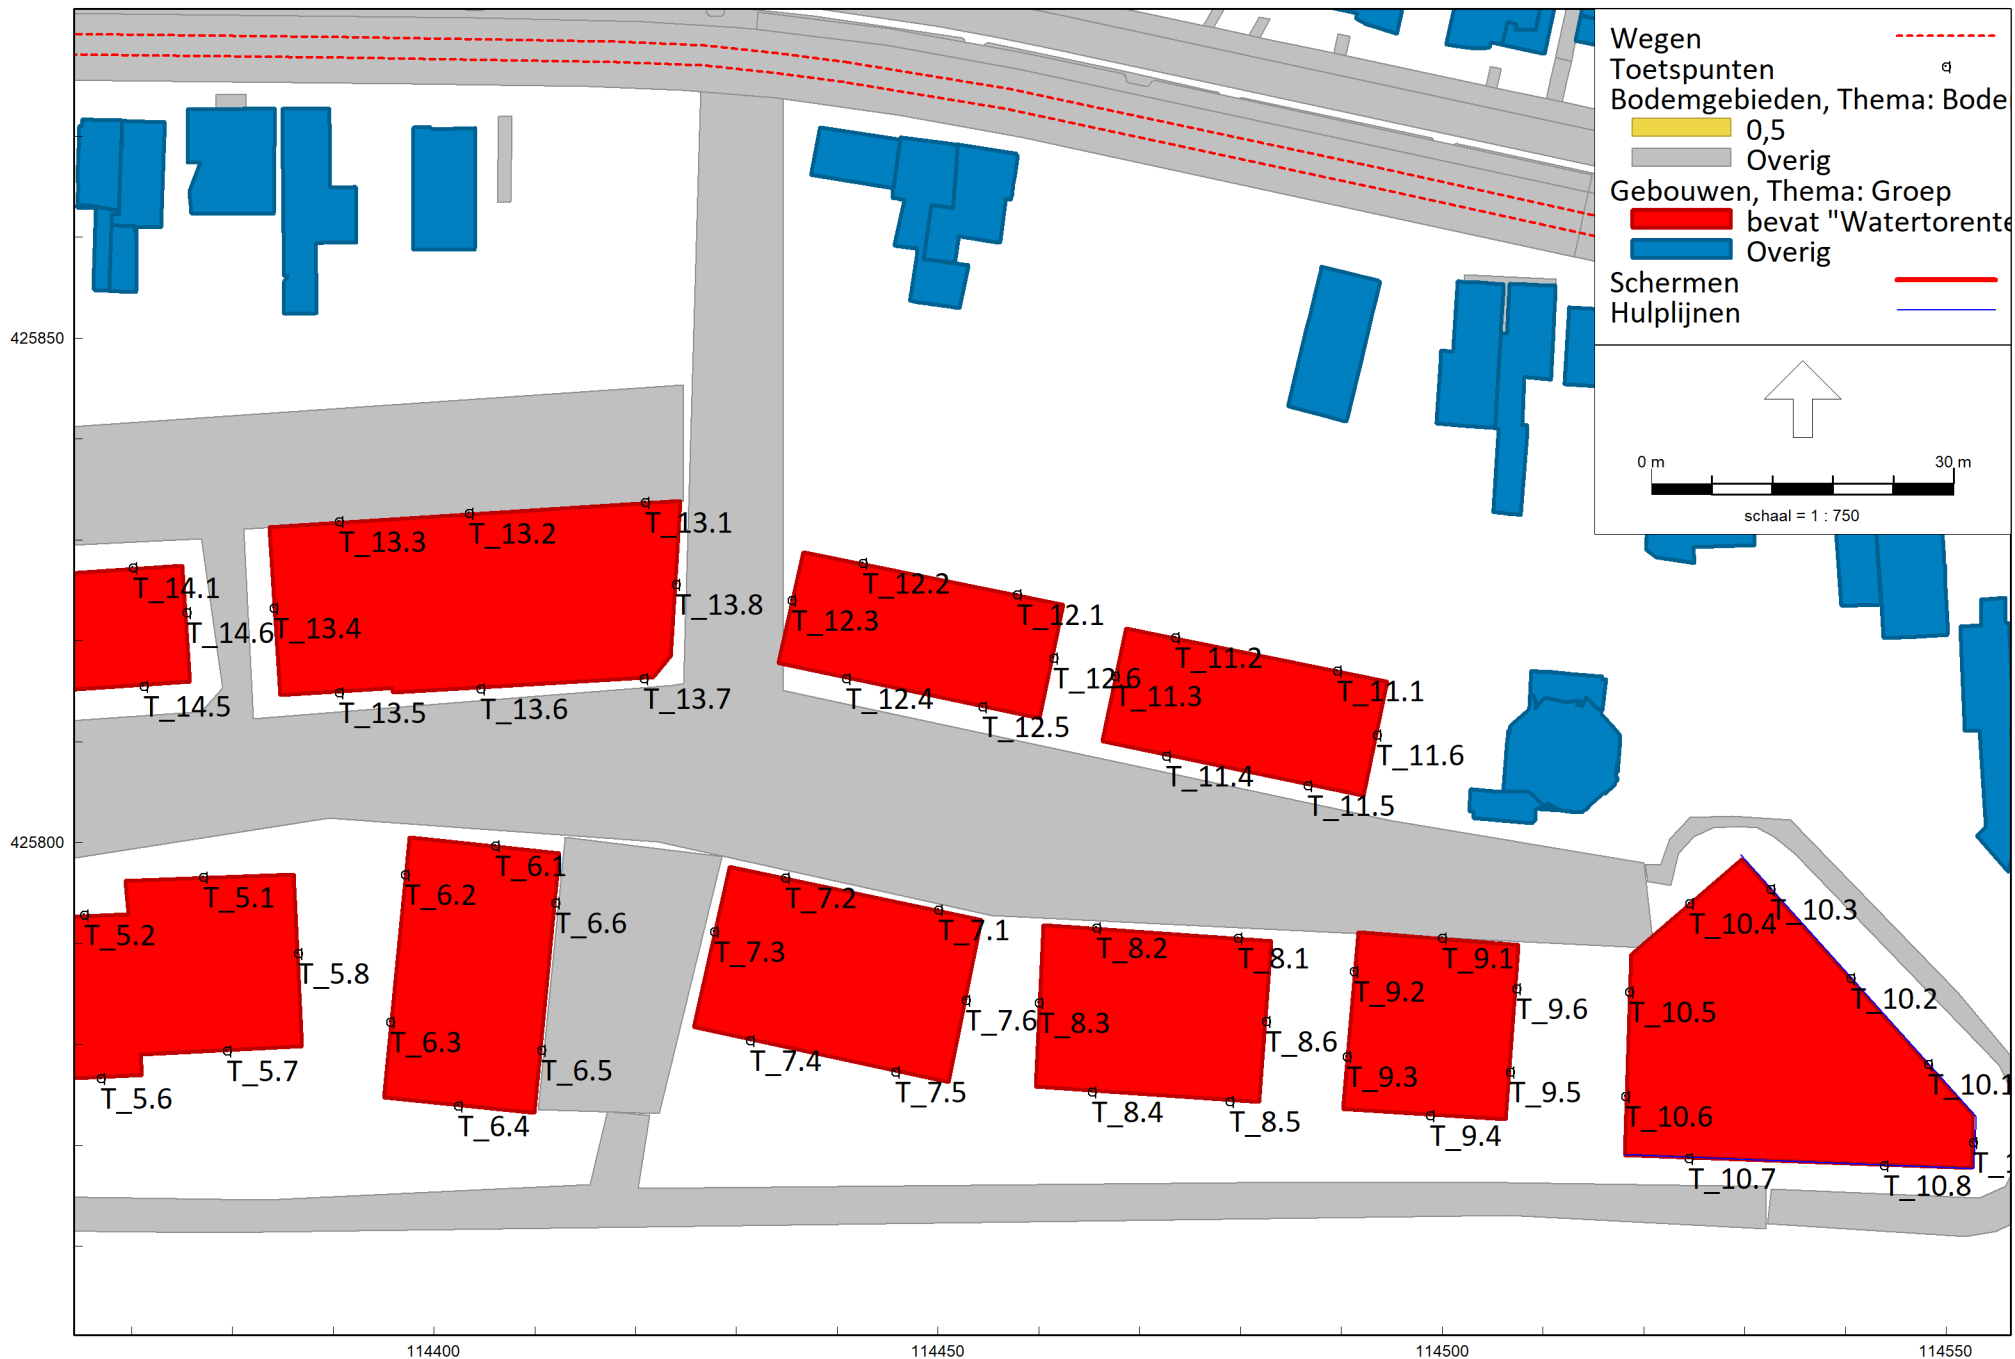 Wegen
Toetspunten
Bodemgebieden, Thema: Bode
0,5
Overig
Gebouwen, Thema: Groep
bevat "Watertorente
Overig
Schermen
Hulplijnen
0 m 30 m
schaal = 1 : 750
425850
425800
T_13.1
T_13.2
T_13.3
T_13.4
T_13.5
T_13.6
T_13.7
T_13.8
T_14.1
T_14.6
T_14.5
T_12.1
T_12.2
T_12.3
T_12.4
T_12.5
T_12.6
T_11.1
T_11.2
T_11.3
T_11.4
T_11.5
T_11.6
T_5.1
T_5.2
T_5.8
T_5.7
T_5.6
T_6.1
T_6.2
T_6.3
T_6.4
T_6.5
T_6.6
T_7.1
T_7.2
T_7.3
T_7.4
T_7.5
T_7.6
T_8.1
T_8.2
T_8.3
T_8.4
T_8.5
T_8.6
T_9.1
T_9.2
T_9.3
T_9.4
T_9.5
T_9.6
T_10.3
T_10.4
T_10.2
T_10.5
T_10.1
T_10.6
T_10.7
T_10.8
114400 114450 114500 114550